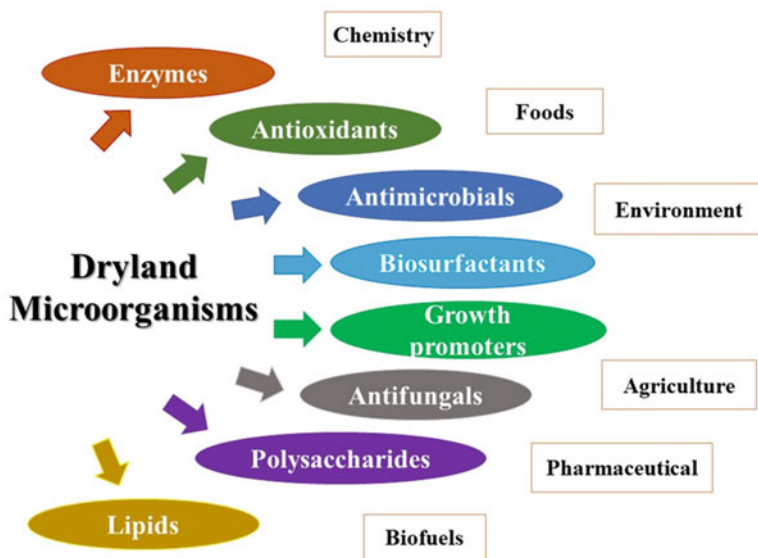 Chemistry
Enzymes
Foods
Antioxidants
Antimicrobials
Environment
Dryland
Microorganisms
Biosurfactants
Growth
promoters
Agriculture
Antifungals
Polysaccharides
Pharmaceutical
Lipids
Biofuels